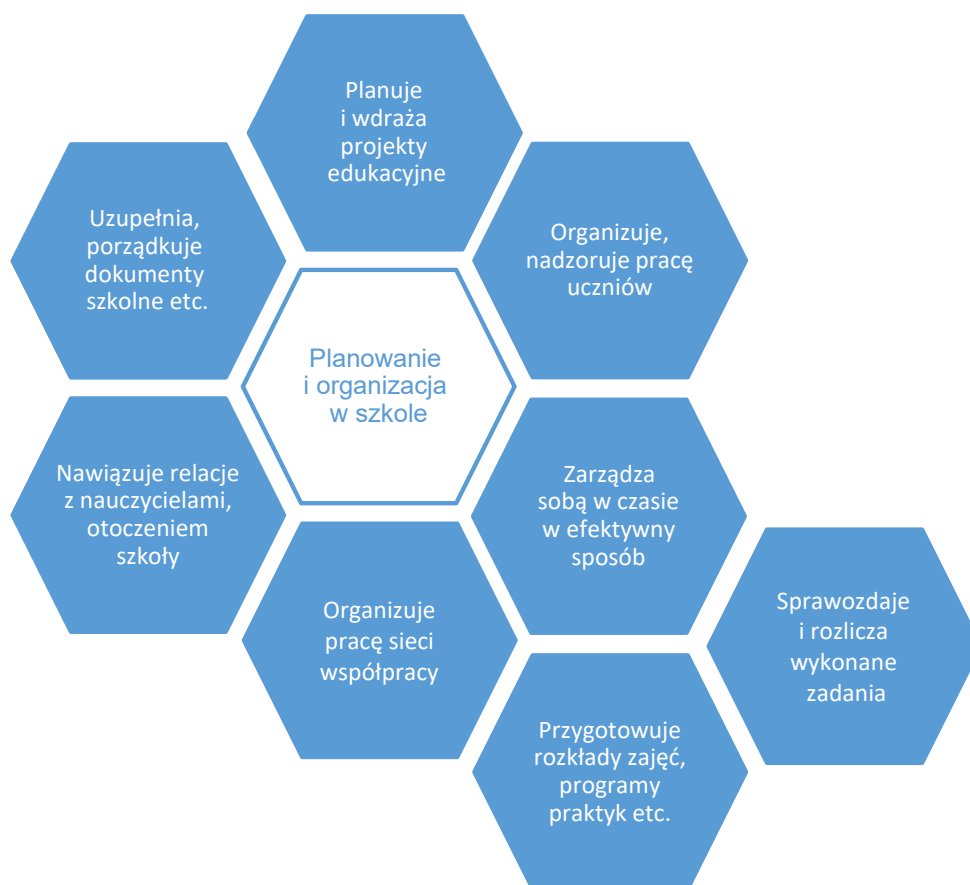 Planuje
i wdraża
projekty
edukacyjne
Uzupełnia,
porządkuje
dokumenty
szkolne etc.
Organizuje,
nadzoruje pracę
uczniów
Planowanie
i organizacja
w szkole
Nawiązuje relacje
z nauczycielami,
otoczeniem
szkoły
Zarządza
sobą w czasie
w efektywny
sposób
Organizuje
pracę sieci
współpracy
Sprawozdaje
i rozlicza
wykonane
zadania
Przygotowuje
rozkłady zajęć,
programy
praktyk etc.